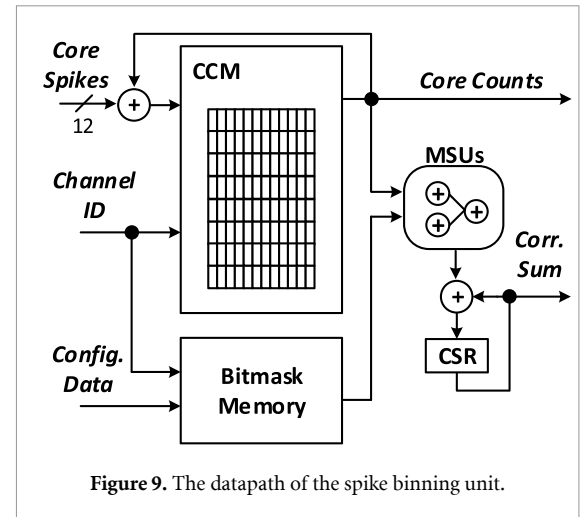 Core
Spikes
12
+
CCM
Core Counts
Channel
ID
MSUs
+
+
+
Corr.
Sum
+
CSR
Config.
Data
Bitmask
Memory
Figure 9. The datapath of the spike binning unit.